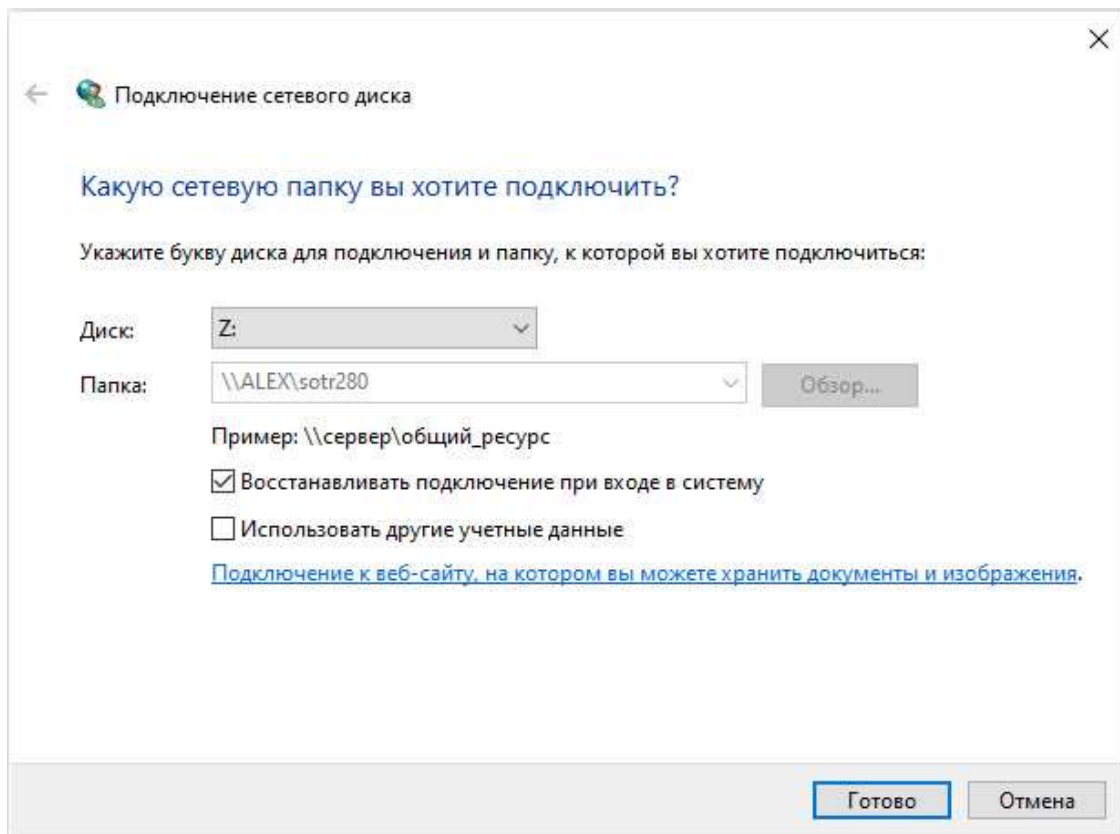 Подключение сетевого диска
Какую сетевую папку вы хотите подключить?
Укажите букву диска для подключения и папку, к которой вы хотите подключиться:
Диск: Z:
Папка: \\ALEX\sotr280 Обзор...
Пример: \\сервер\общий_ресурс
Восстанавливать подключение при входе в систему
Использовать другие учетные данные
Подключение к веб-сайту, на котором вы можете хранить документы и изображения.
Готово Отмена